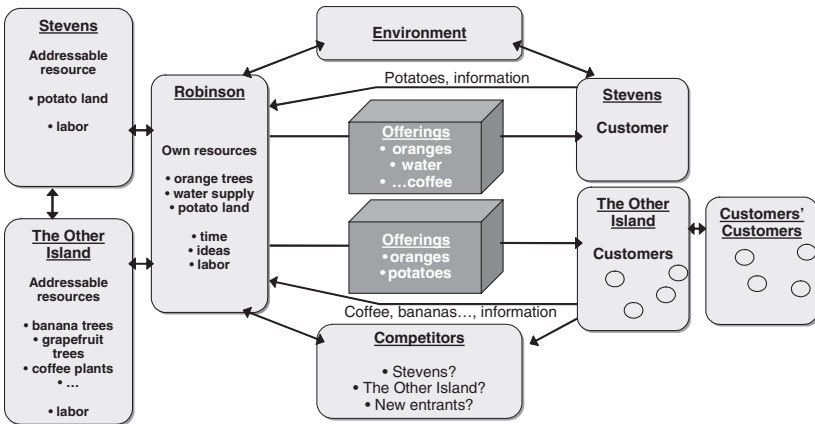 Stevens
Addressable
resource
• potato land
• labor
The Other
Island
Addressable
resources
• banana trees
• grapefruit
trees
• coffee plants
• ...
• labor
Robinson
Own resources
• orange trees
• water supply
• potato land
• time
• ideas
• labor
Environment
Potatoes, information
Offerings
• oranges
• water
• ...coffee
Offerings
• oranges
• potatoes
Coffee, bananas..., information
Competitors
• Stevens?
• The Other Island?
• New entrants?
Stevens
Customer
The Other
Island
Customers
Customers’
Customers